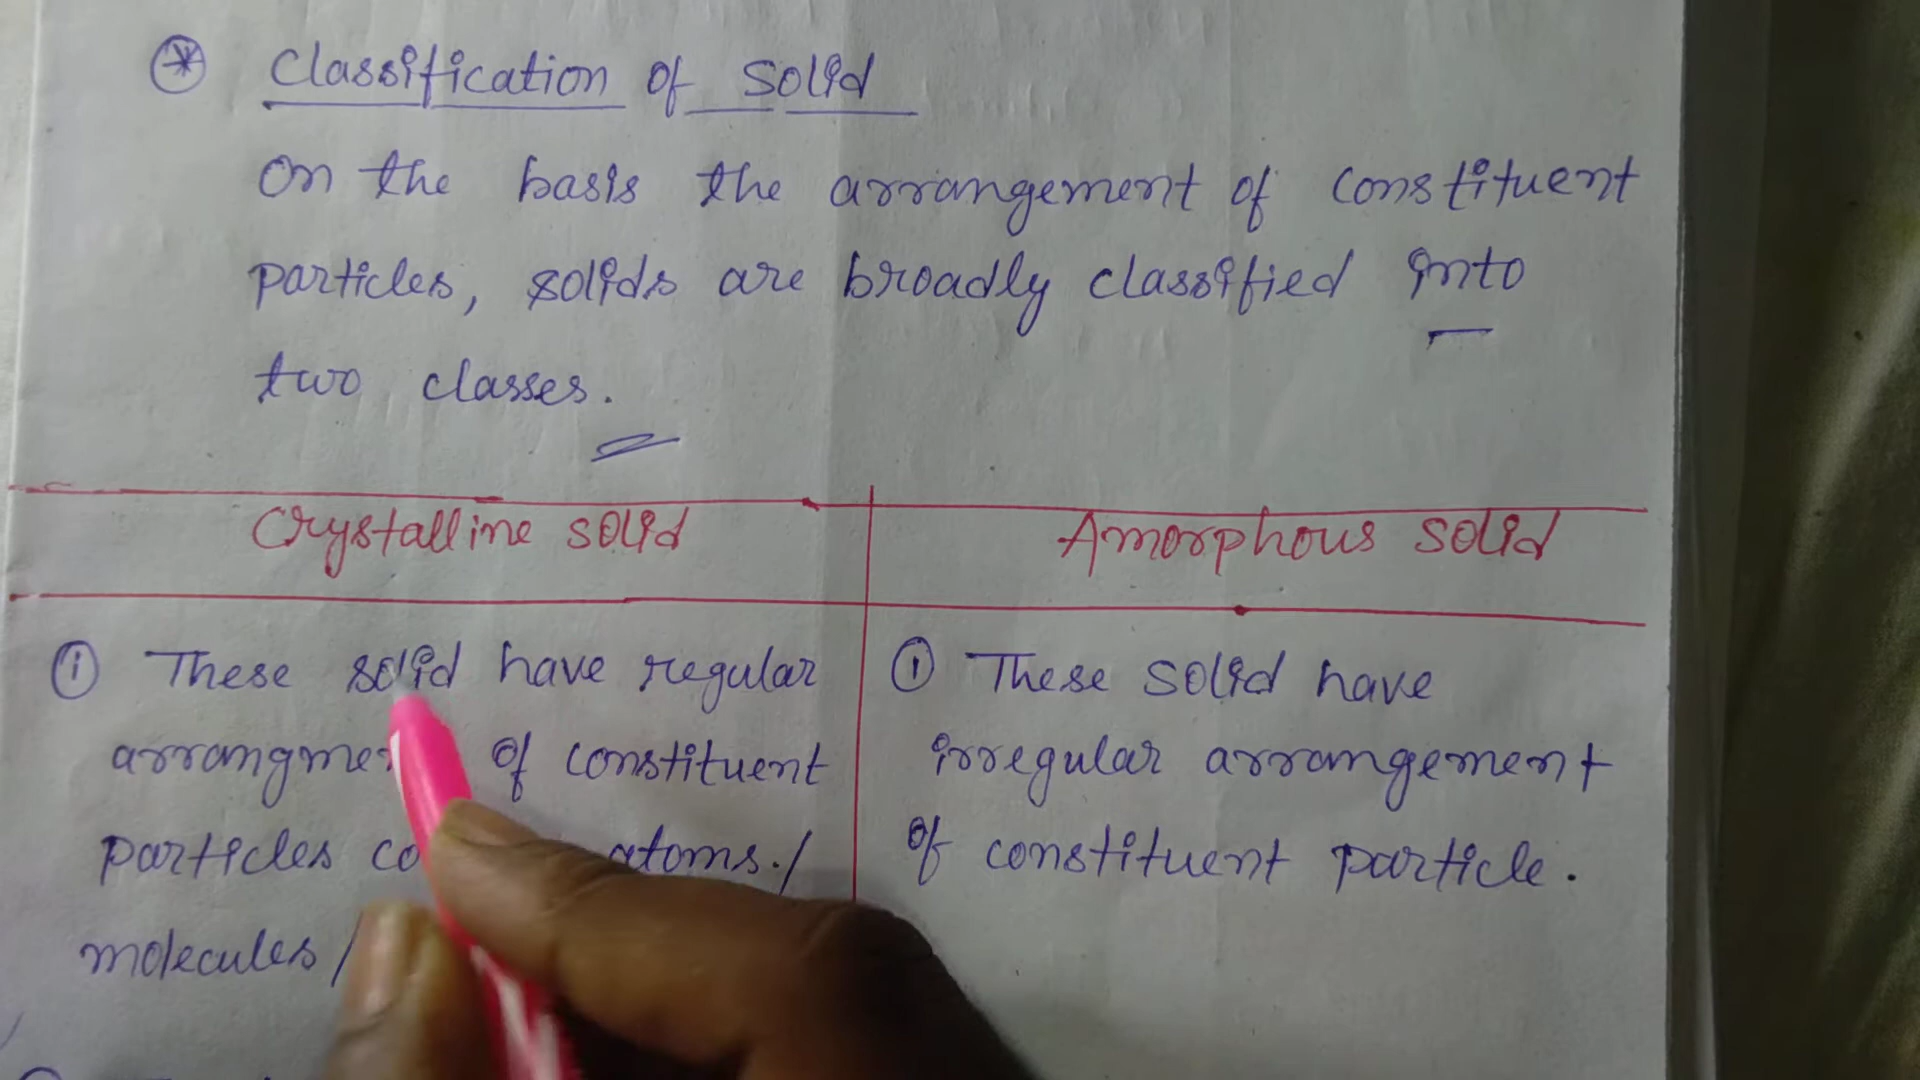 Classification of solid
On the basis the arrangement of constituent
particles, solids are broadly classified into
two classes.
Crystalline solid
Amorphous solid
① These solid have regular
arrangme of constituent
particles co atoms./
molecules/
① These solid have
irregular arrangement
of constituent particle.